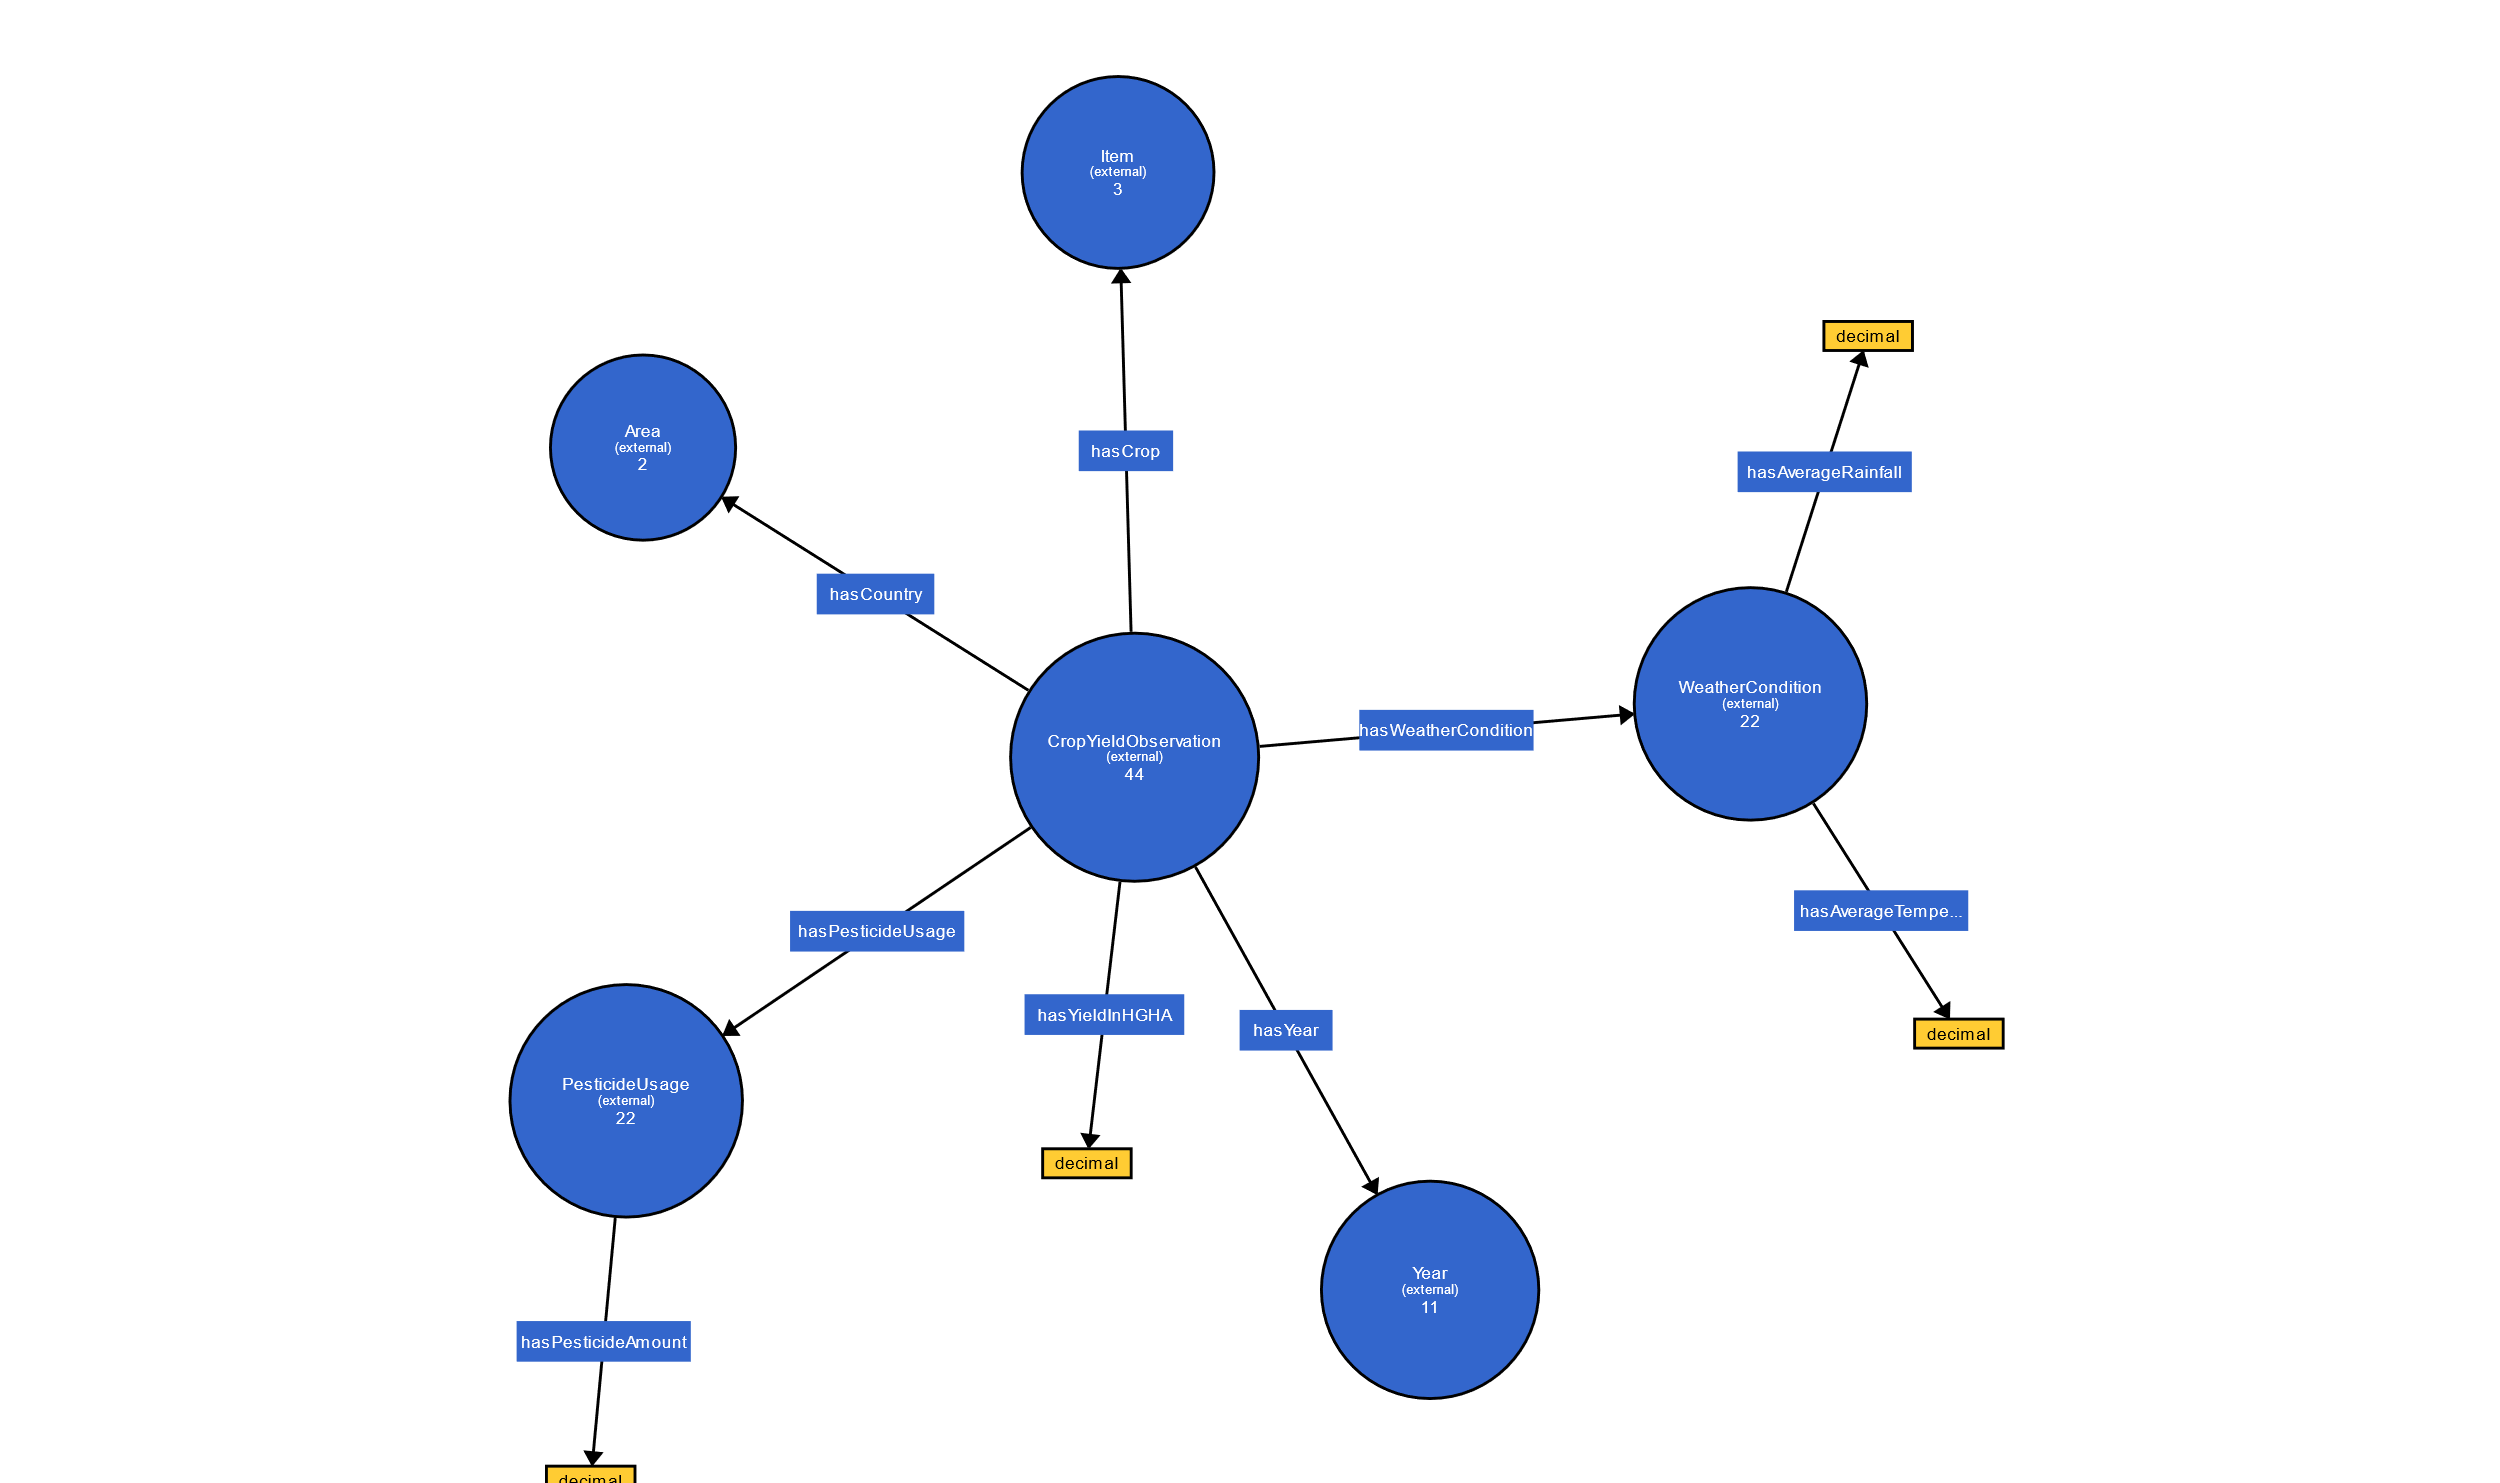 Item
(external)
3
decimal
Area
(external)
2
hasCrop
hasAverageRainfall
hasCountry
WeatherCondition
(external)
22
hasWeatherCondition
CropYieldObservation
(external)
44
hasAverageTempe...
hasPesticideUsage
hasYieldInHGHA
hasYear
decimal
PesticideUsage
(external)
22
decimal
Year
(external)
11
hasPesticideAmount
decimal